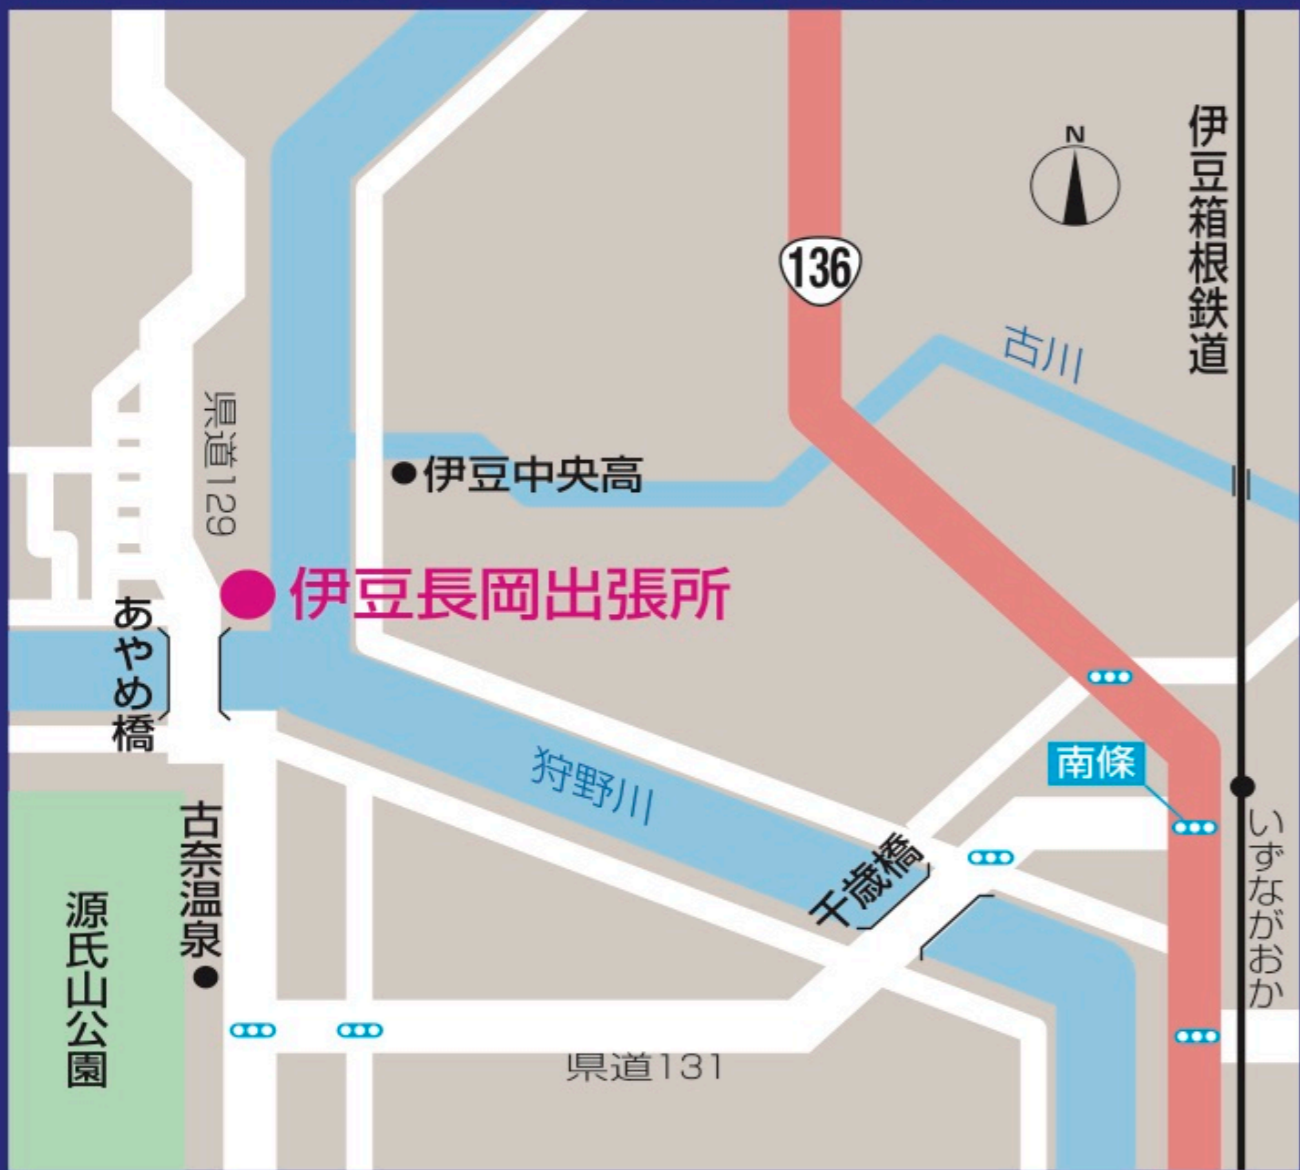 N
伊豆箱根鉄道
136
古川
県道129
伊豆中央高
伊豆長岡出張所
あやめ橋
狩野川
南條
千歳橋
いずながおか
古奈温泉
源氏山公園
県道131